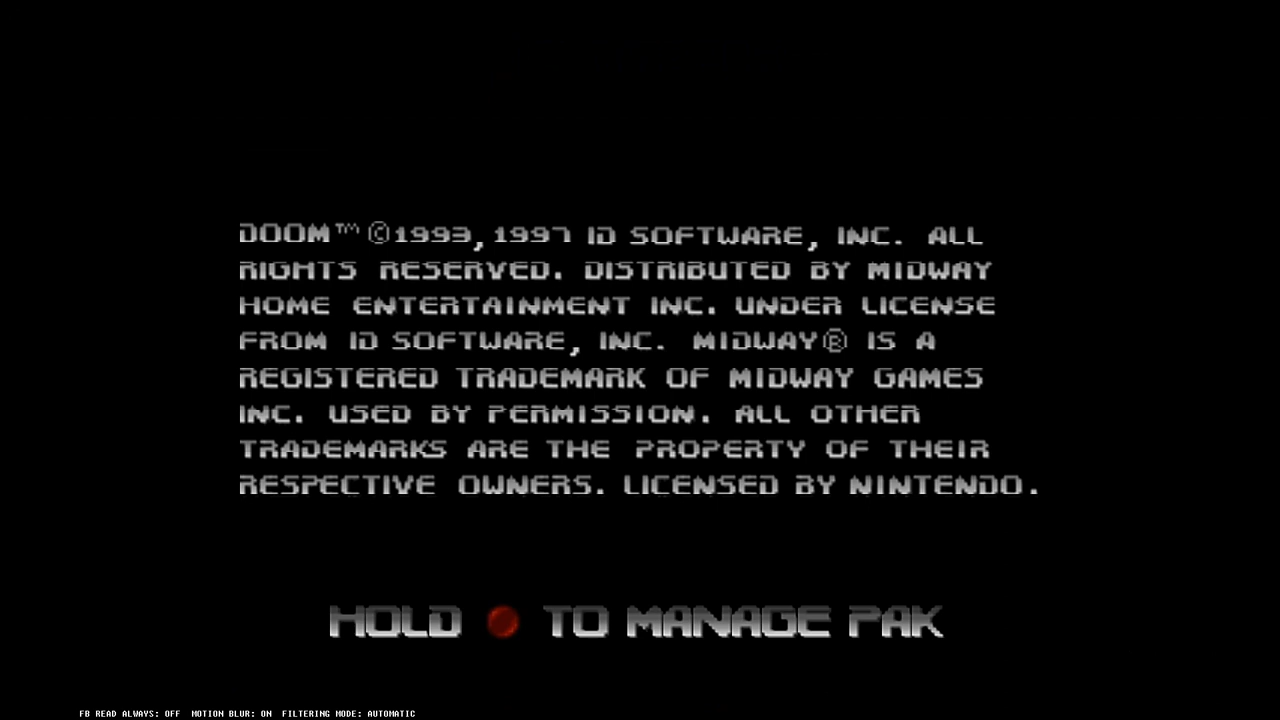 DOOM™ ©1993,1997 ID SOFTWARE, INC. ALL
RIGHTS RESERVED. DISTRIBUTED BY MIDWAY
HOME ENTERTAINMENT INC. UNDER LICENSE
FROM ID SOFTWARE, INC. MIDWAY® IS A
REGISTERED TRADEMARK OF MIDWAY GAMES
INC. USED BY PERMISSION. ALL OTHER
TRADEMARKS ARE THE PROPERTY OF THEIR
RESPECTIVE OWNERS. LICENSED BY NINTENDO.
HOLD TO MANAGE PAK
FB READ ALWAYS: OFF MOTION BLUR: ON FILTERING MODE: AUTOMATIC